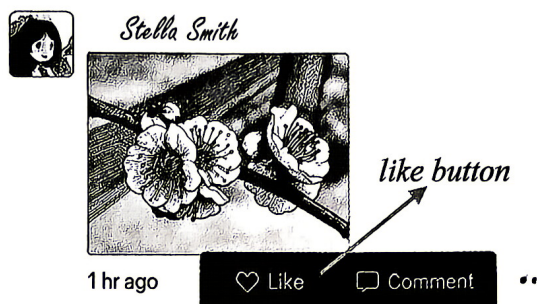 Stella Smith
like button
1 hr ago
Like
Comment